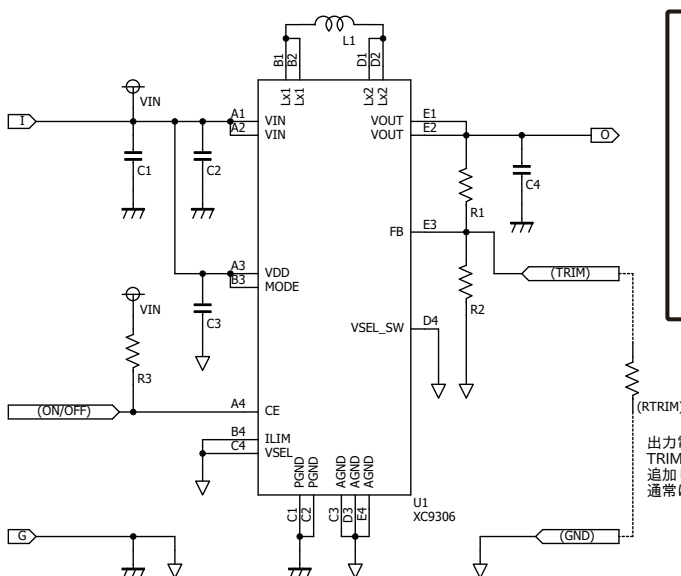 L1
B1
B2
D1
D2
Lx1
Lx1
Lx2
Lx2
VIN
I
A1
A2
VIN
VIN
VOUT
VOUT
E1
E2
O
C1
C2
C4
R1
FB
E3
(TRIM)
A3
B3
VDD
MODE
R2
VIN
C3
VSEL_SW
D4
R3
(RTRIM)
(ON/OFF)
A4
CE
B4
C4
ILIM
VSEL
PGND
PGND
AGND
AGND
AGND
C1
C2
C3
D3
E4
U1
XC9306
出力
TRIM
追加
通常
G
(GND)